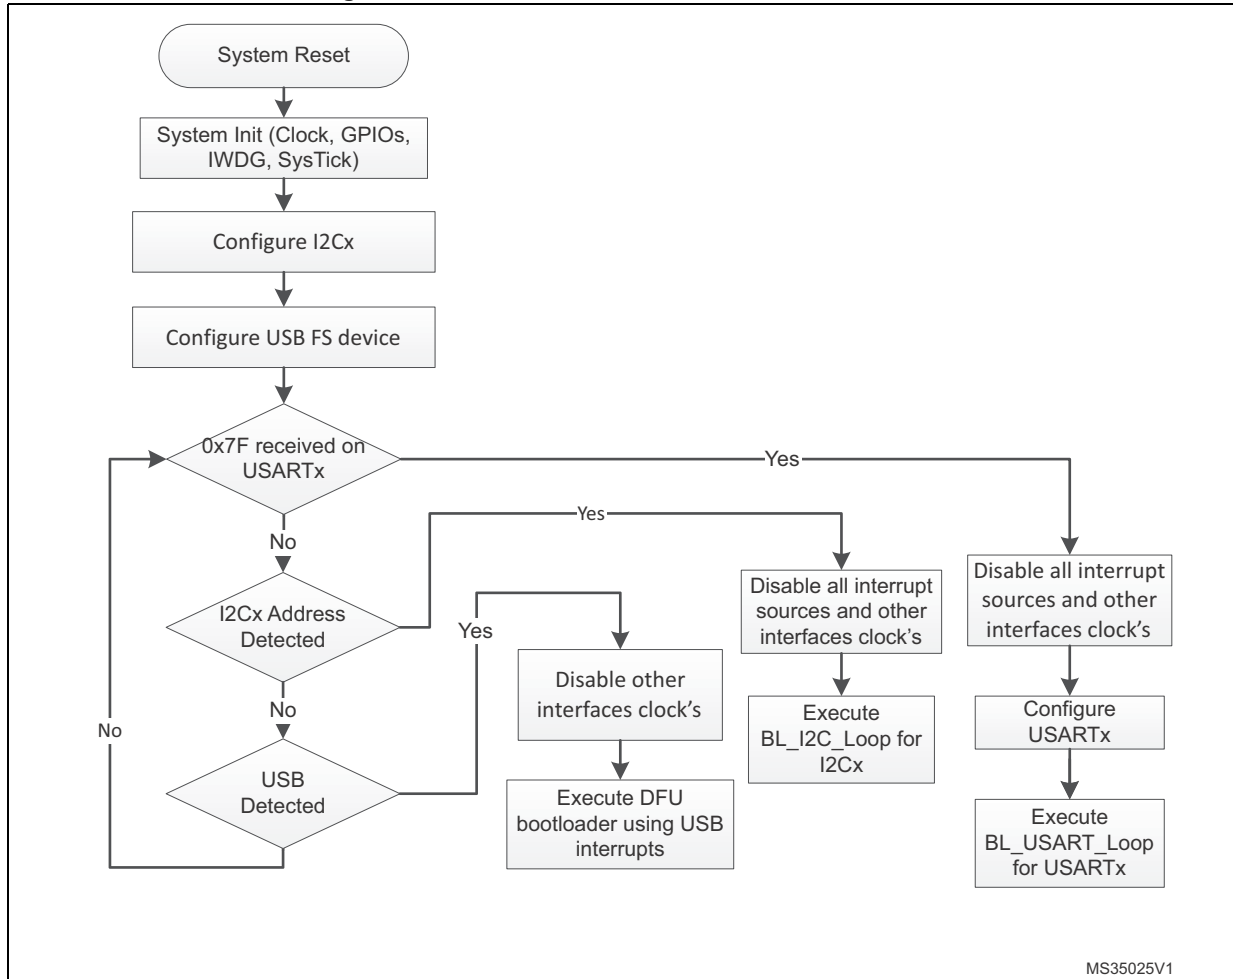 System Reset
System Init (Clock, GPIOs,
IWDG, SysTick)
Configure I2Cx
Configure USB FS device
0x7F received on
USARTx
Yes
No
Yes
I2Cx Address
Detected
Yes
Disable all interrupt
sources and other
interfaces clock's
Disable all interrupt
sources and other
interfaces clock's
No
No
Disable other
interfaces clock's
Execute
BL_I2C_Loop for
I2Cx
Configure
USARTx
USB
Detected
Execute DFU
bootloader using USB
interrupts
Execute
BL_USART_Loop
for USARTx
MS35025V1